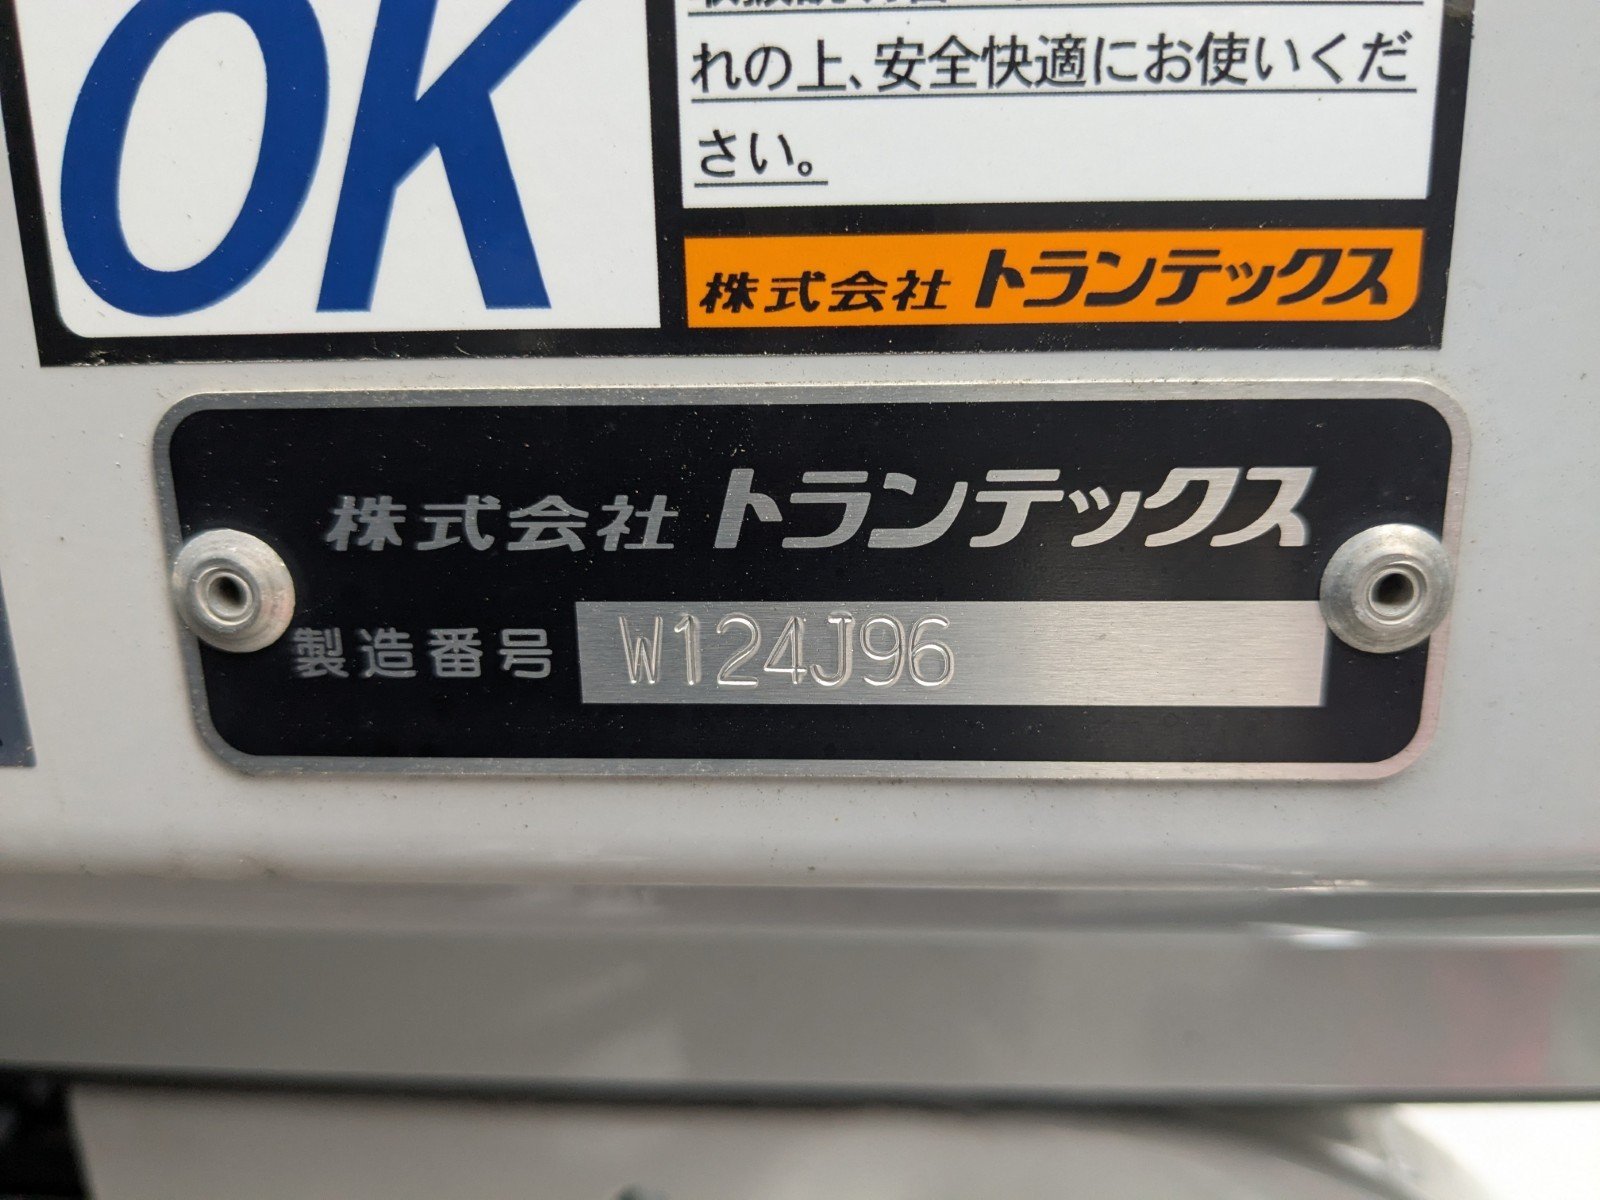 OK
れの上、安全快適にお使いくだ
さい。
株式会社 トランテックス
株式会社 トランテックス
製造番号 W124J96